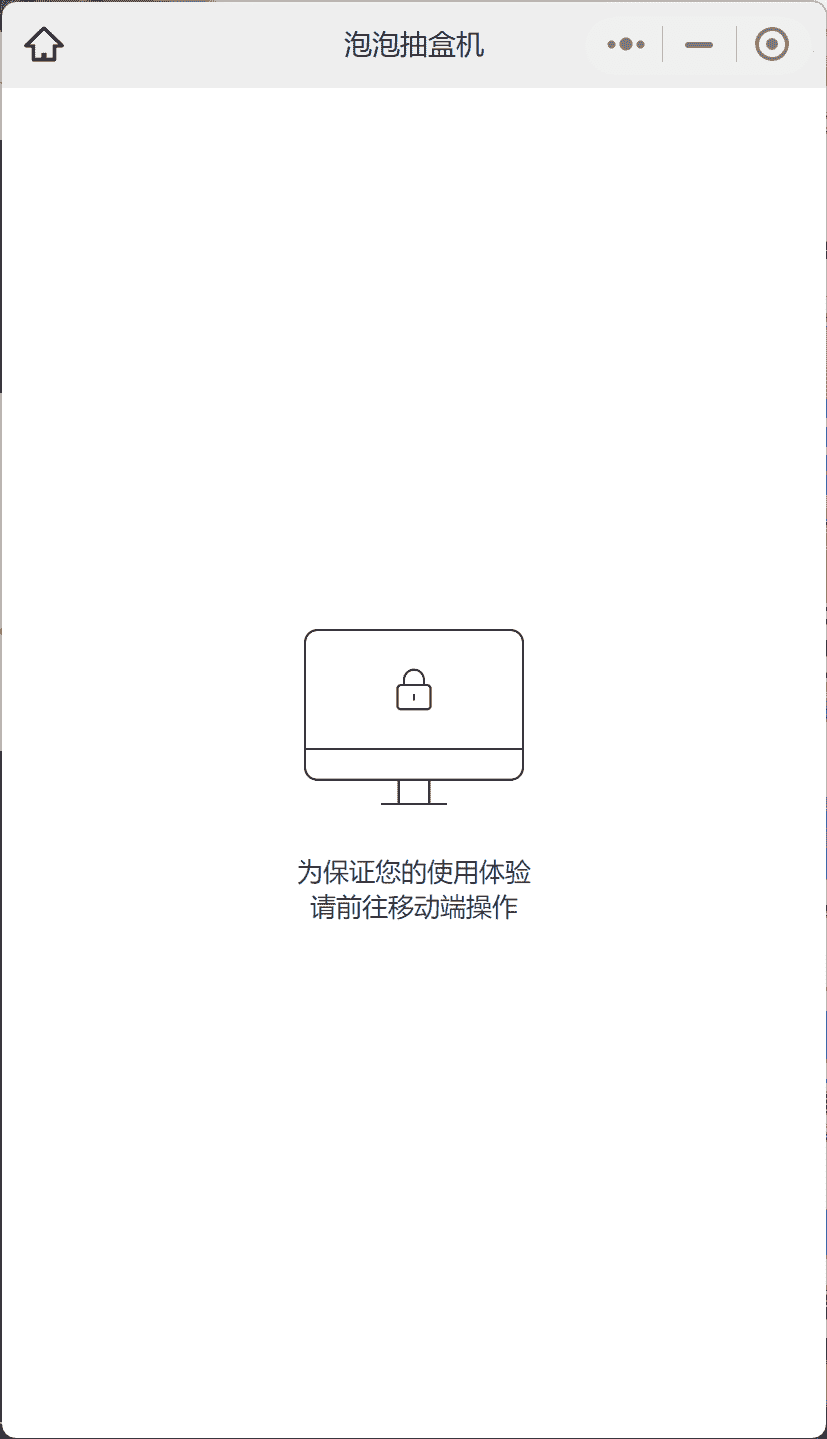 泡泡抽盒机
为保证您的使用体验
请前往移动端操作